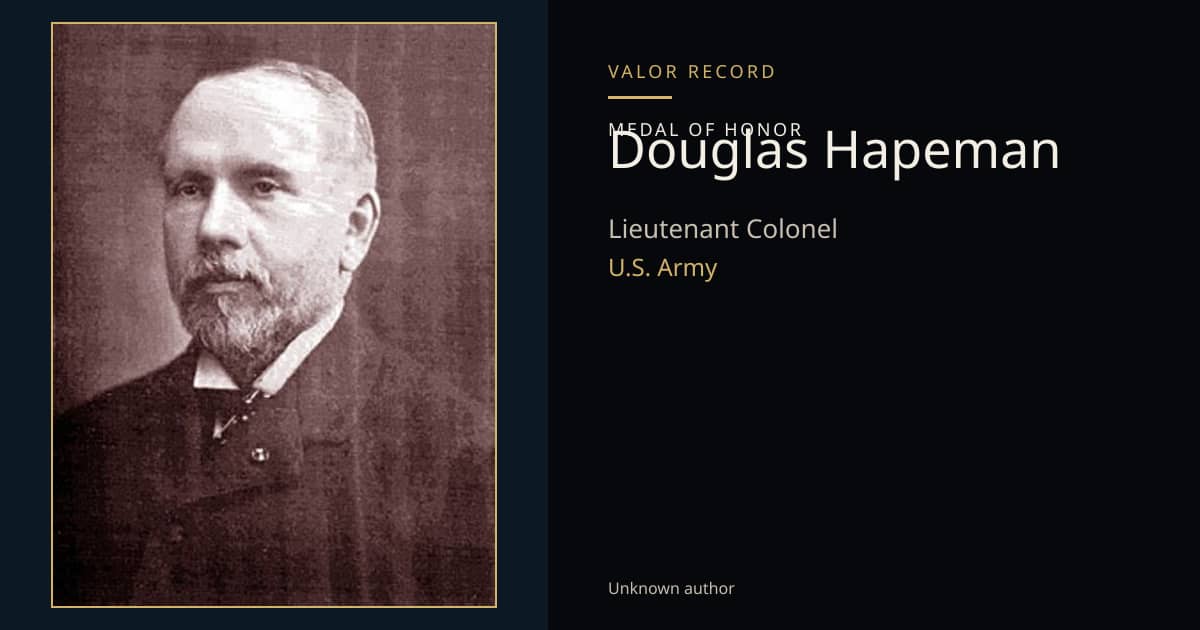 VALOR RECORD
MEDAL OF HONOR
Douglas Hapeman
Lieutenant Colonel
U.S. Army
Unknown author